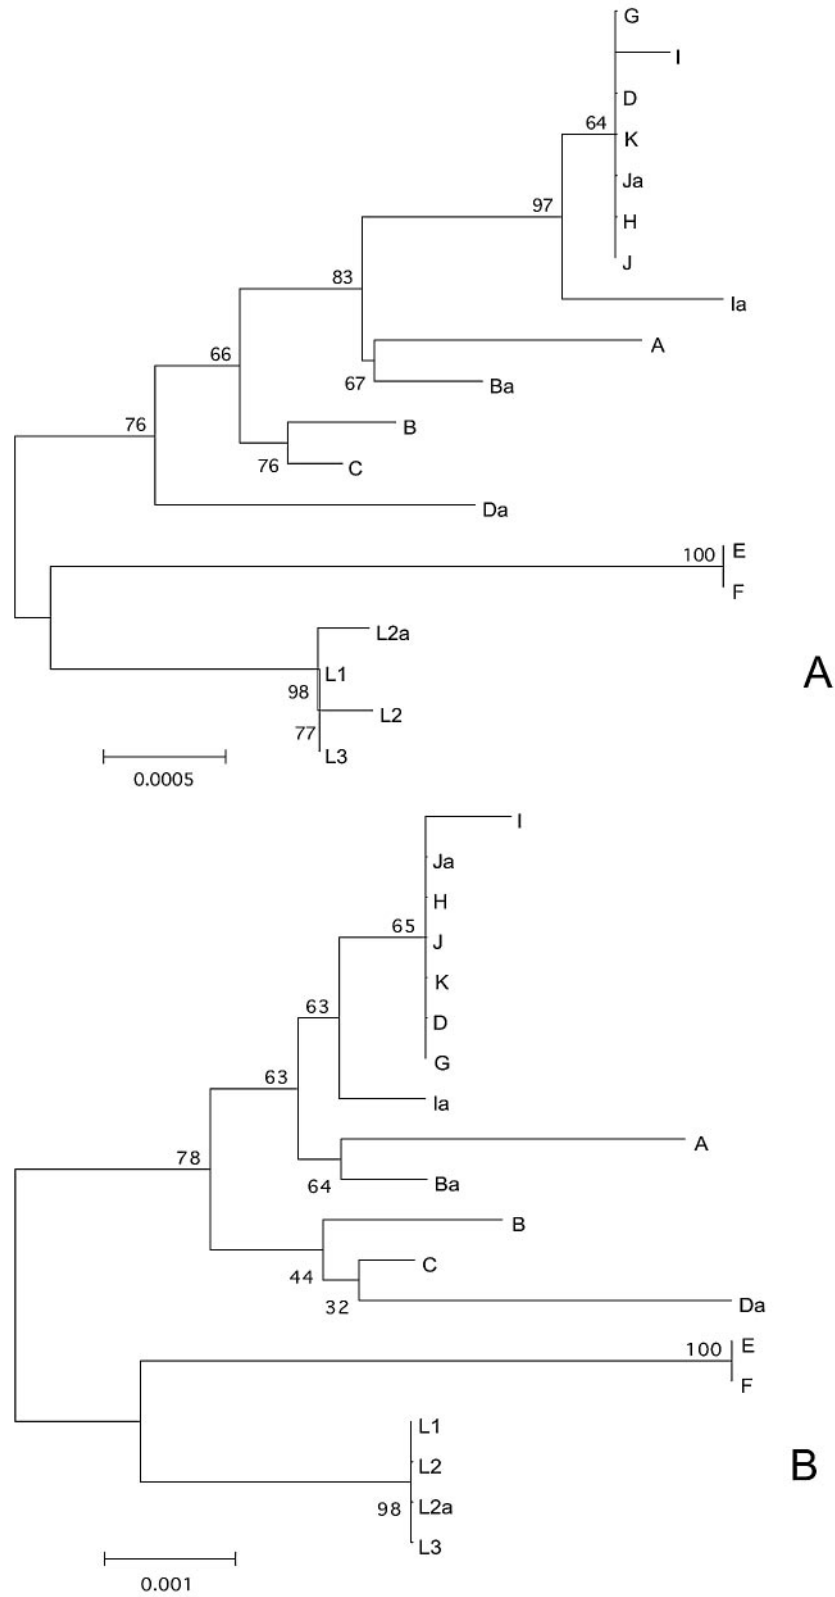 G
I
D
64
K
Ja
97
H
J
83
Ia
A
66
67
Ba
76
B
76
C
Da
100
E
F
L2a
A
L1
98
L2
77
L3
0.0005
I
Ja
H
65
J
K
63
D
G
63
Ia
A
78
64
Ba
B
C
44
32
Da
100
E
F
L1
B
L2
98
L2a
L3
0.001